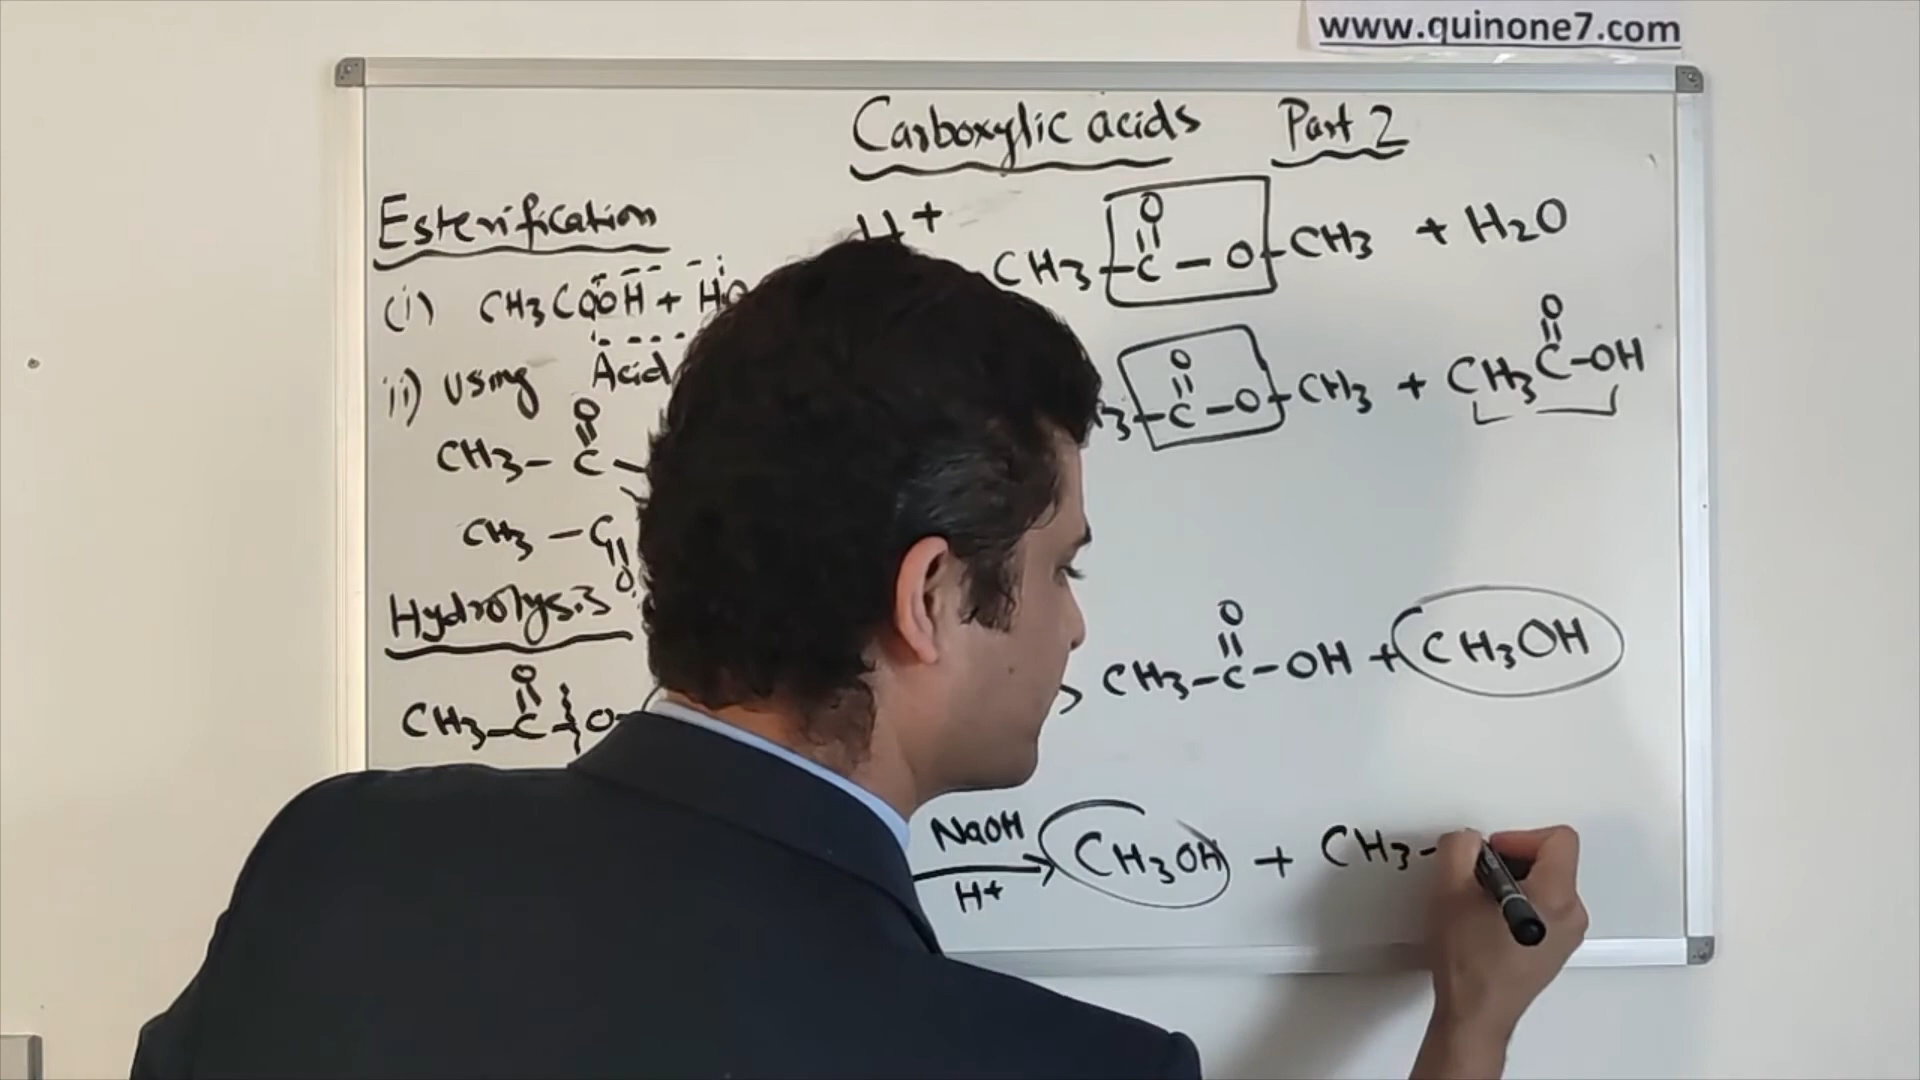 www.quinone7.com
Carboxylic acids Part 2
Esterification
H+
(i) CH3COOH + HO
CH3-C-O-CH3 + H2O
O
ii) Using Acid
3-C-O-CH3 + CH3C-OH
O
O
CH3-C
O
CH3-C
O
Hydrolysis
CH3-C-O-
O
CH3-C-OH + CH3OH
O
NaOH
H+
CH3OH + CH3-